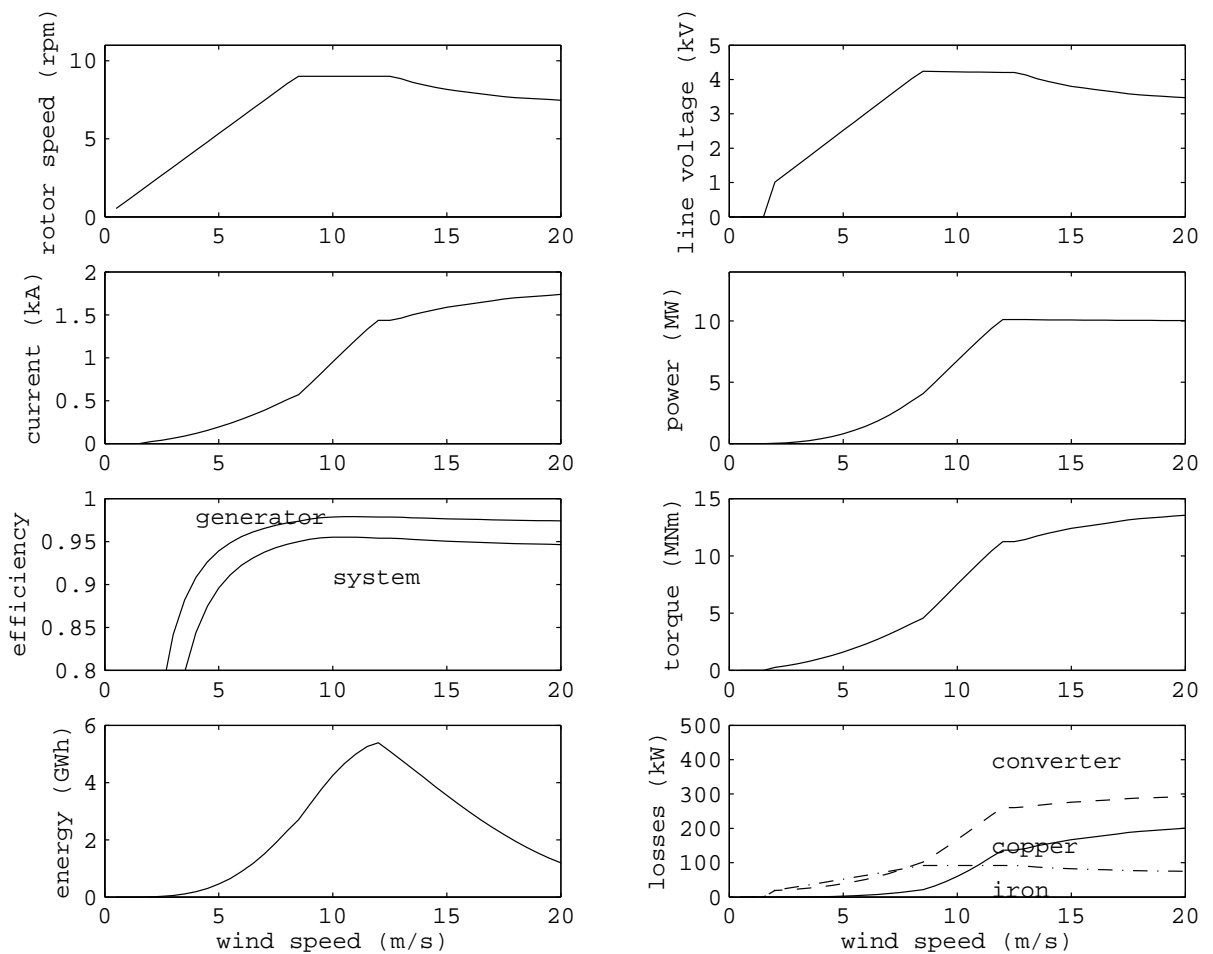 rotor speed (rpm)
10
5
0
0 5 10 15 20
line voltage (kV)
5
4
3
2
1
0
0 5 10 15 20
current (kA)
2
1.5
1
0.5
0
0 5 10 15 20
power (MW)
10
5
0
0 5 10 15 20
efficiency
1
0.95
0.9
0.85
0.8
generator
system
0 5 10 15 20
torque (MNm)
15
10
5
0
0 5 10 15 20
energy (GWh)
6
4
2
0
0 5 10 15 20
wind speed (m/s)
losses (kW)
500
400
300
200
100
0
converter
copper
iron
0 5 10 15 20
wind speed (m/s)